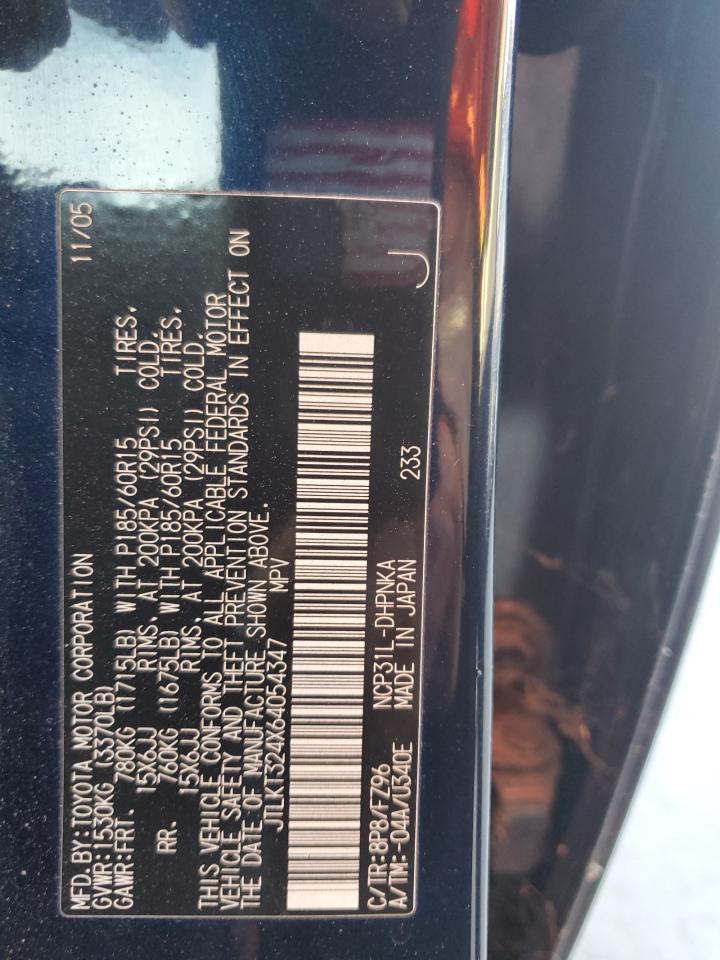 MFD.BY:TOYOTA MOTOR CORPORATION 11/05
GVWR:1530KG (3370LB)
GAWR:FRT. 780KG (1715LB) WITH P185/60R15 TIRES,
15X6JJ RIMS, AT 200KPA (29PSI) COLD.
RR. 760KG (1675LB) WITH P185/60R15 TIRES,
15X6JJ RIMS, AT 200KPA (29PSI) COLD.
THIS VEHICLE CONFORMS TO ALL APPLICABLE FEDERAL MOTOR
VEHICLE SAFETY AND THEFT PREVENTION STANDARDS IN EFFECT ON
THE DATE OF MANUFACTURE SHOWN ABOVE.
JTLKT324X64054347 MPV
C/TR:8P8/FZ96 NCP31L-DHPNKA
A/TM:-04A/U340E MADE IN JAPAN 233 J